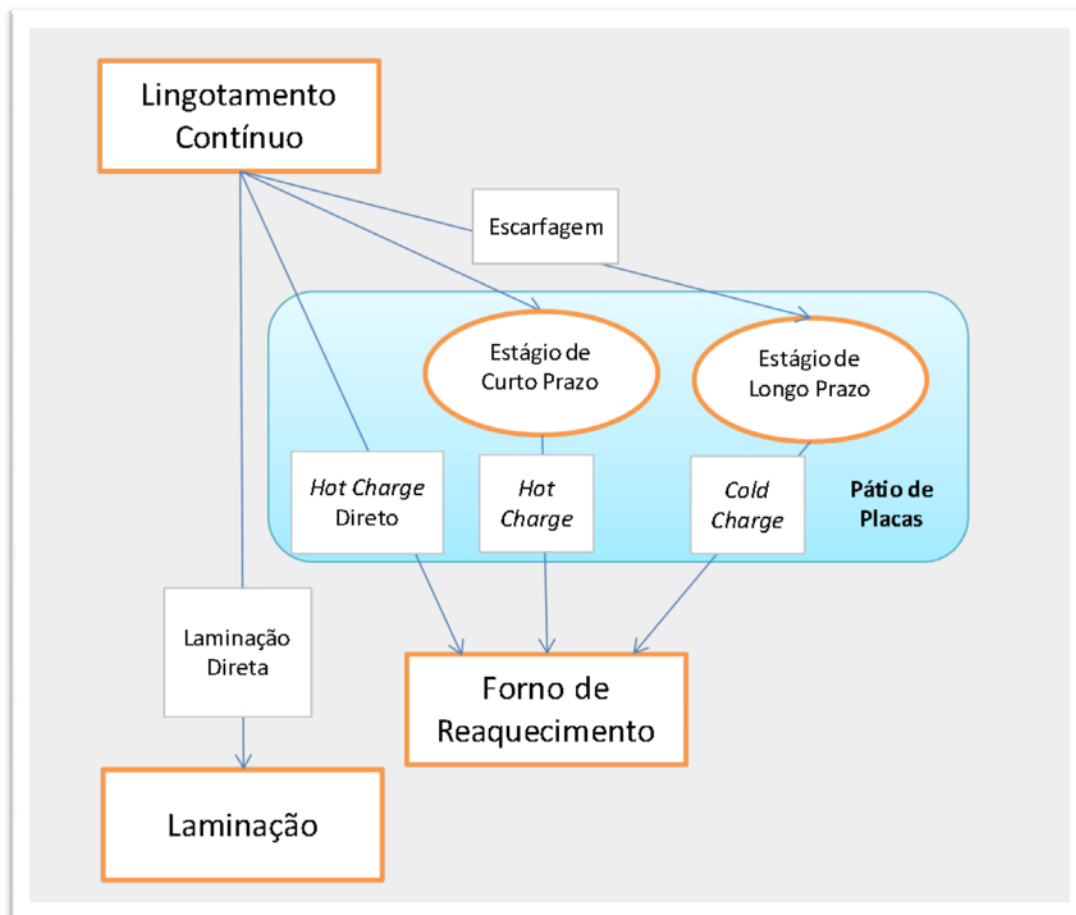 Lingotamento
Contínuo
Escarfagem
Estágio de
Curto Prazo
Estágio de
Longo Prazo
Hot Charge
Direto
Hot
Charge
Cold
Charge
Pátio de
Placas
Laminação
Direta
Forno de
Reaquecimento
Laminação